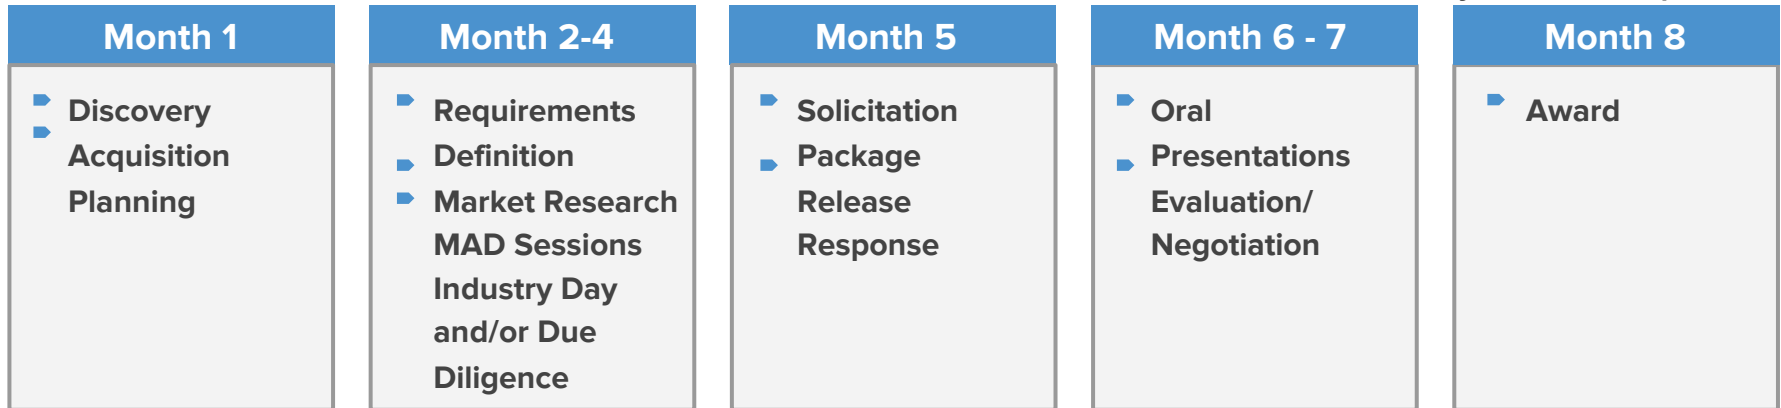 Month 1
Discovery
Acquisition
Planning
Month 2-4
Requirements
Definition
Market Research
MAD Sessions
Industry Day
and/or Due
Diligence
Month 5
Solicitation
Package
Release
Response
Month 6 - 7
Oral
Presentations
Evaluation/
Negotiation
Month 8
Award